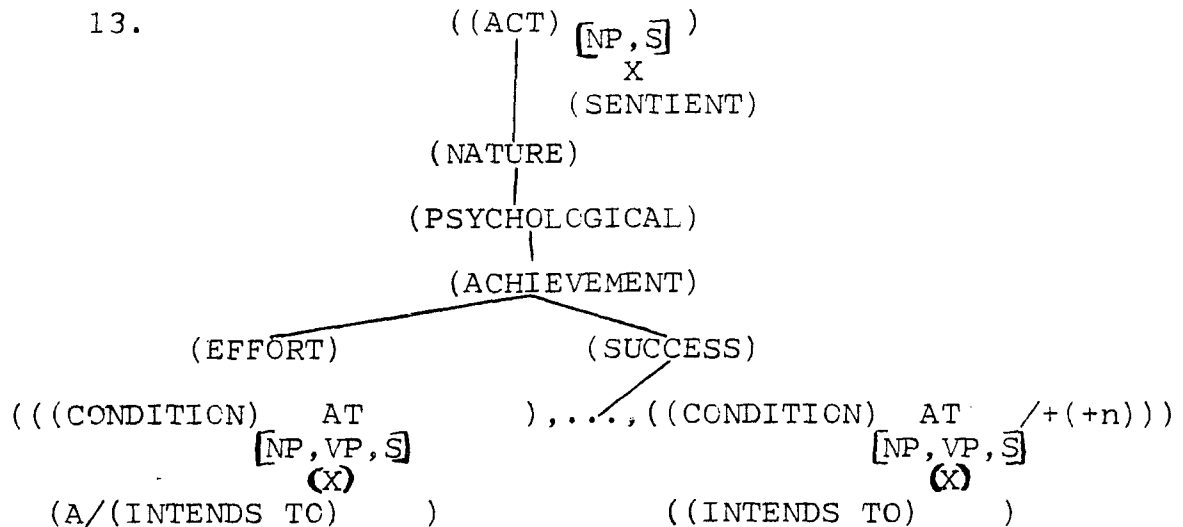 13. ((ACT) [NP,S] )
X
(SENTIENT)
(NATURE)
(PSYCHOLOGICAL)
(ACHIEVEMENT)
(EFFORT) (SUCCESS)
(((CONDITION) AT ),...,((CONDITION) AT /+(+n)))
[NP,VP,S] [NP,VP,S]
(X) (X)
(A/(INTENDS TO) ) ((INTENDS TO) )